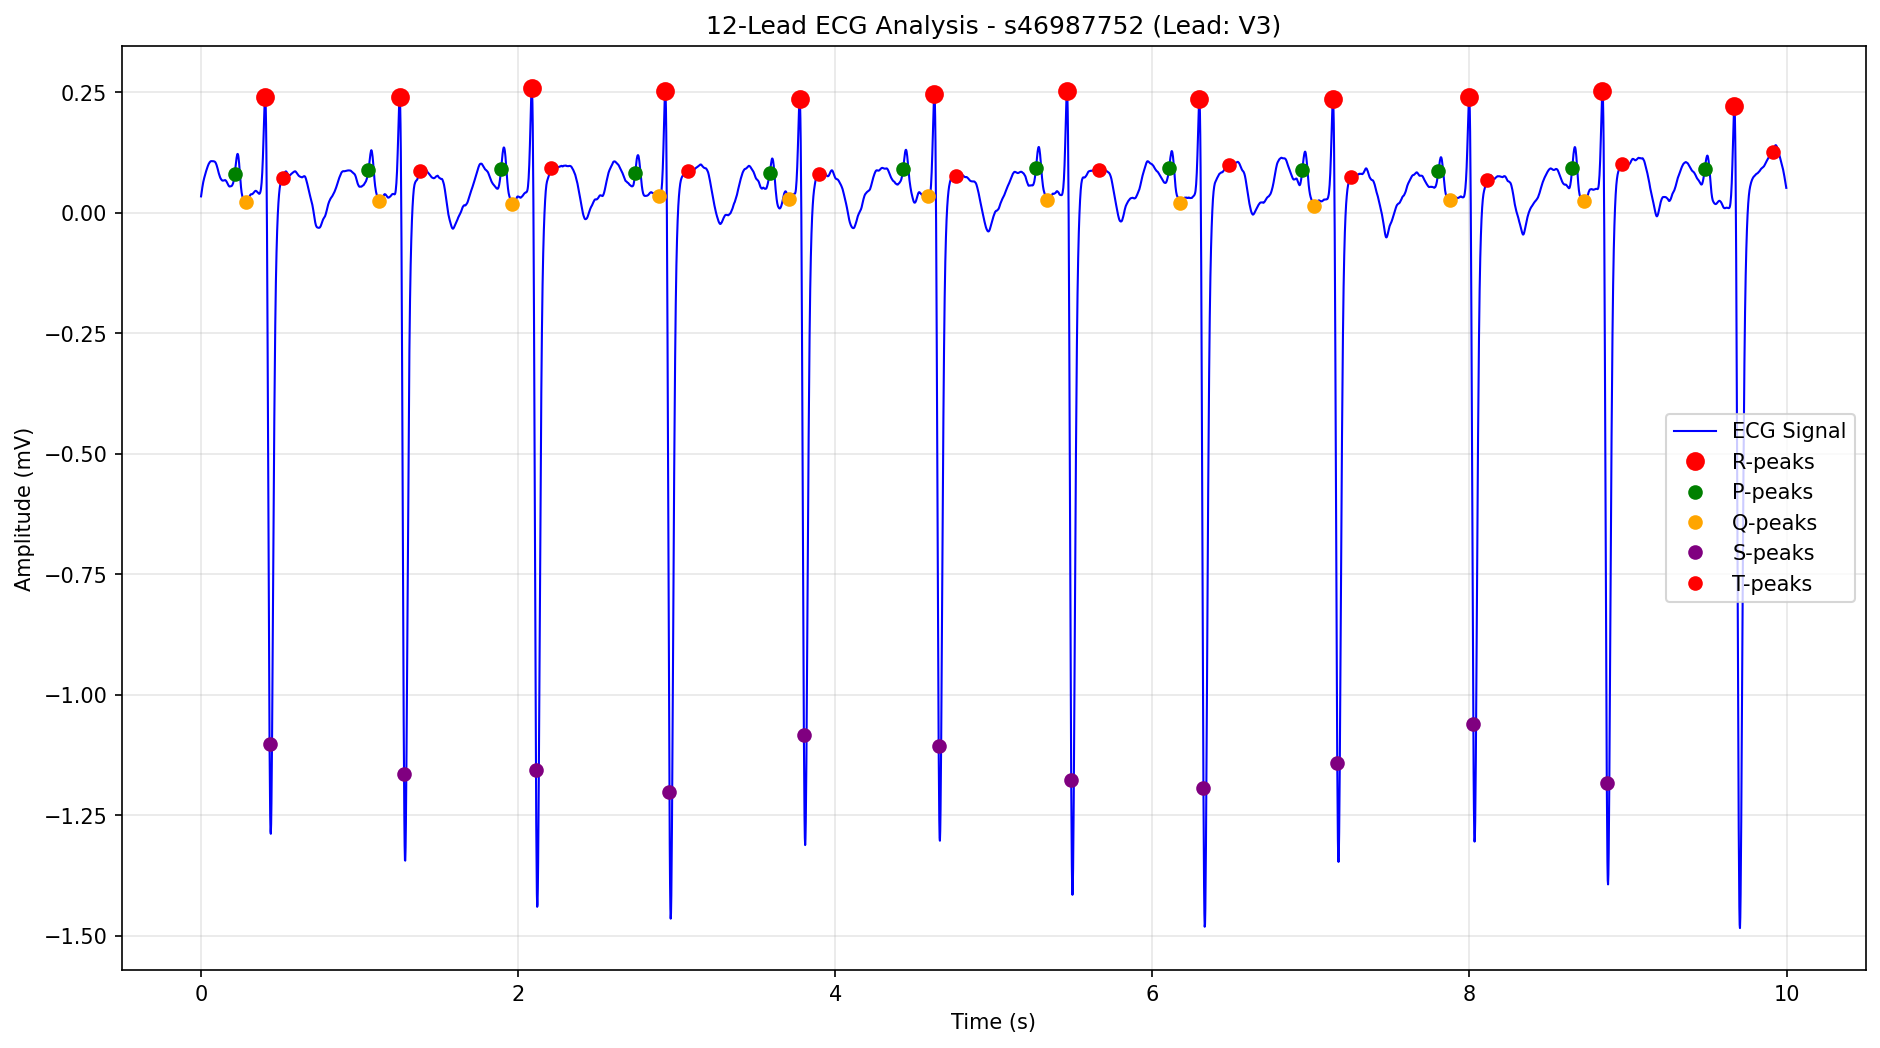 12-Lead ECG Analysis - s46987752 (Lead: V3)
0.25
0.00
−0.25
−0.50
−0.75
−1.00
−1.25
−1.50
Amplitude (mV)
ECG Signal
R-peaks
P-peaks
Q-peaks
S-peaks
T-peaks
0 2 4 6 8 10
Time (s)